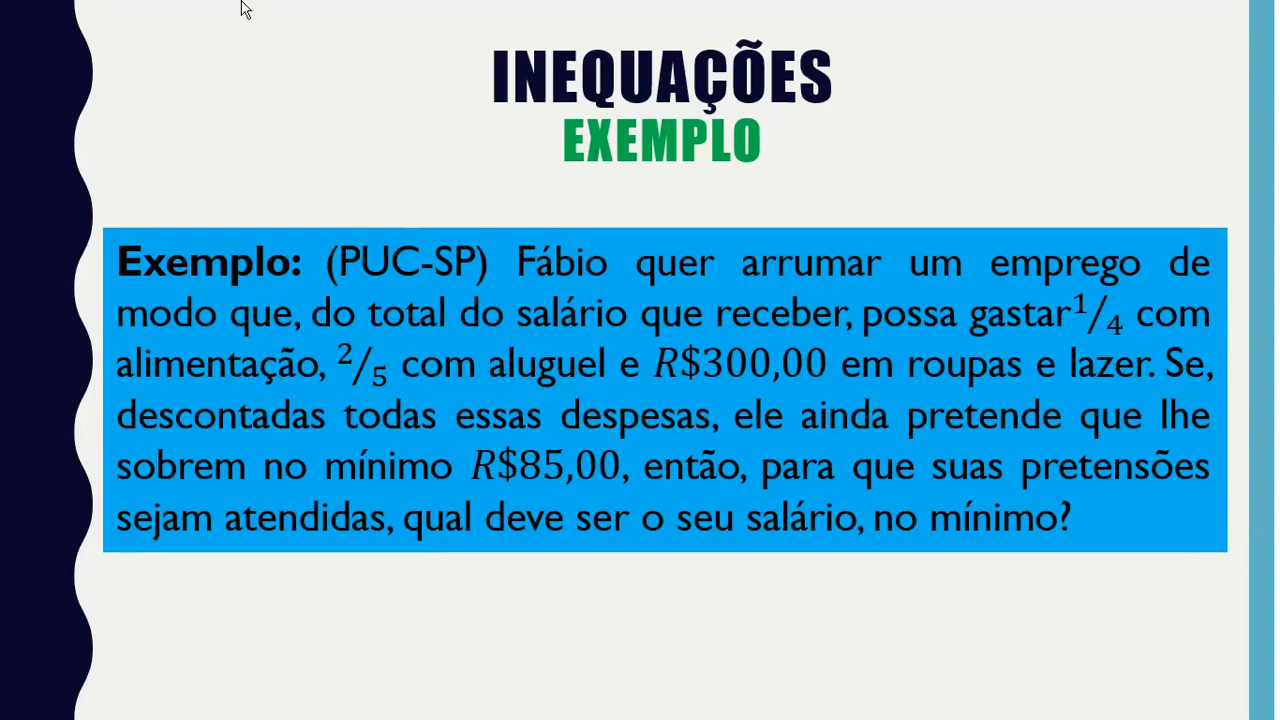 INEQUAÇÕES
EXEMPLO
Exemplo: (PUC-SP) Fábio quer arrumar um emprego de
modo que, do total do salário que receber, possa gastar 1/4 com
alimentação, 2/5 com aluguel e R$300,00 em roupas e lazer. Se,
descontadas todas essas despesas, ele ainda pretende que lhe
sobrem no mínimo R$85,00, então, para que suas pretensões
sejam atendidas, qual deve ser o seu salário, no mínimo?